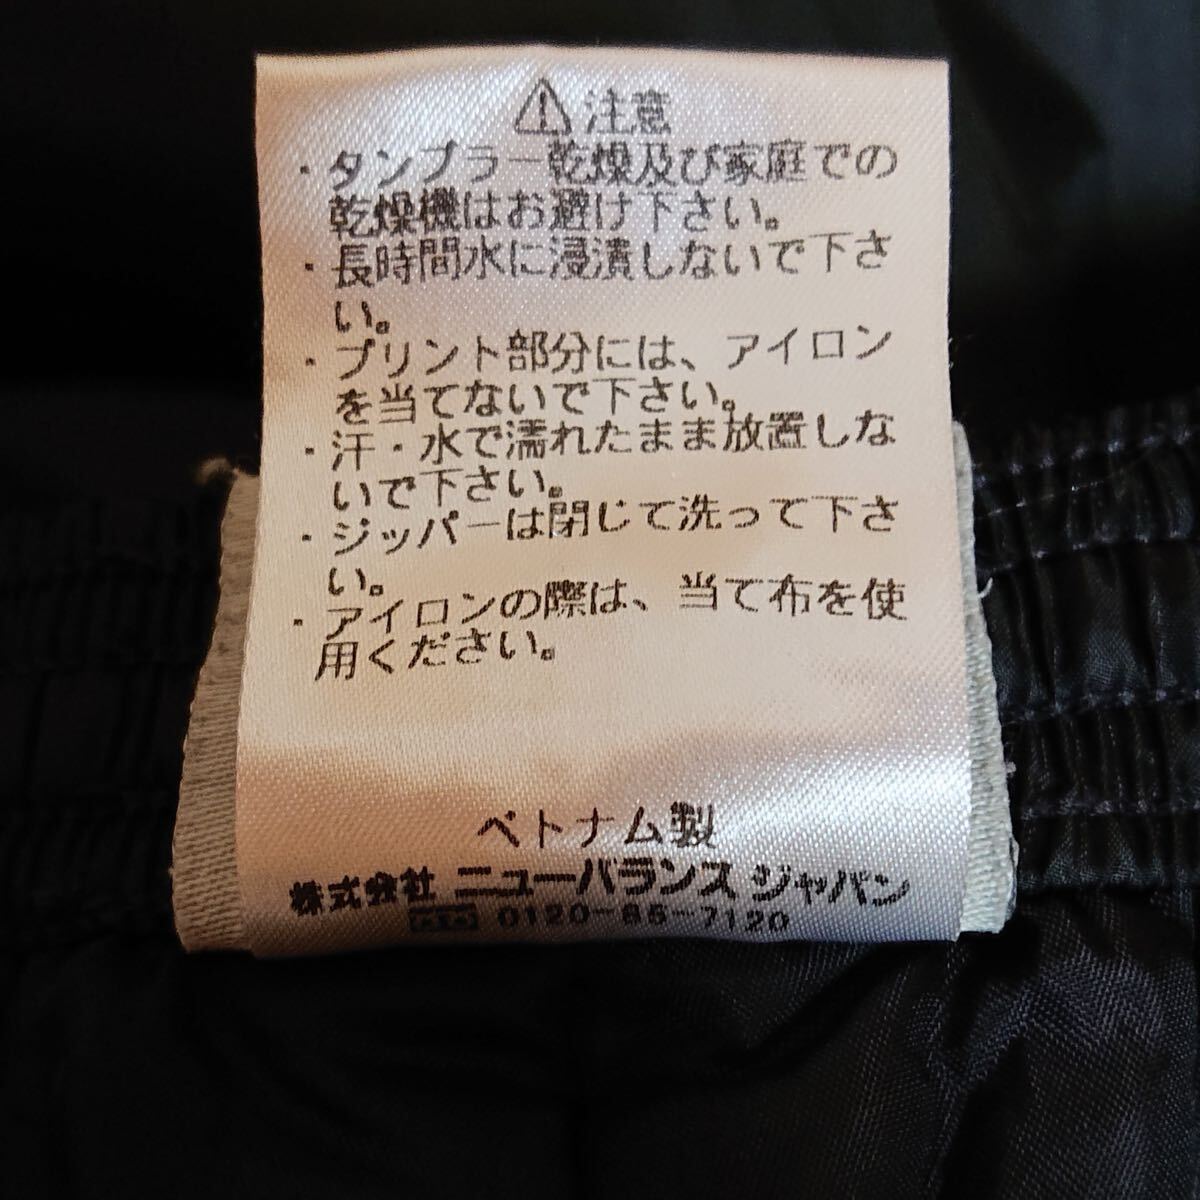 ⚠注意
・タンブラー乾燥及び家庭での
乾燥機はお避け下さい。
・長時間水に浸漬しないで下さ
い。
・プリント部分には、アイロン
を当てないで下さい。
・汗・水で濡れたまま放置しな
いで下さい。
・ジッパーは閉じて洗って下さ
い。
・アイロンの際は、当て布を使
用ください。
ベトナム製
株式会社 ニューバランス ジャパン
0120-85-7120